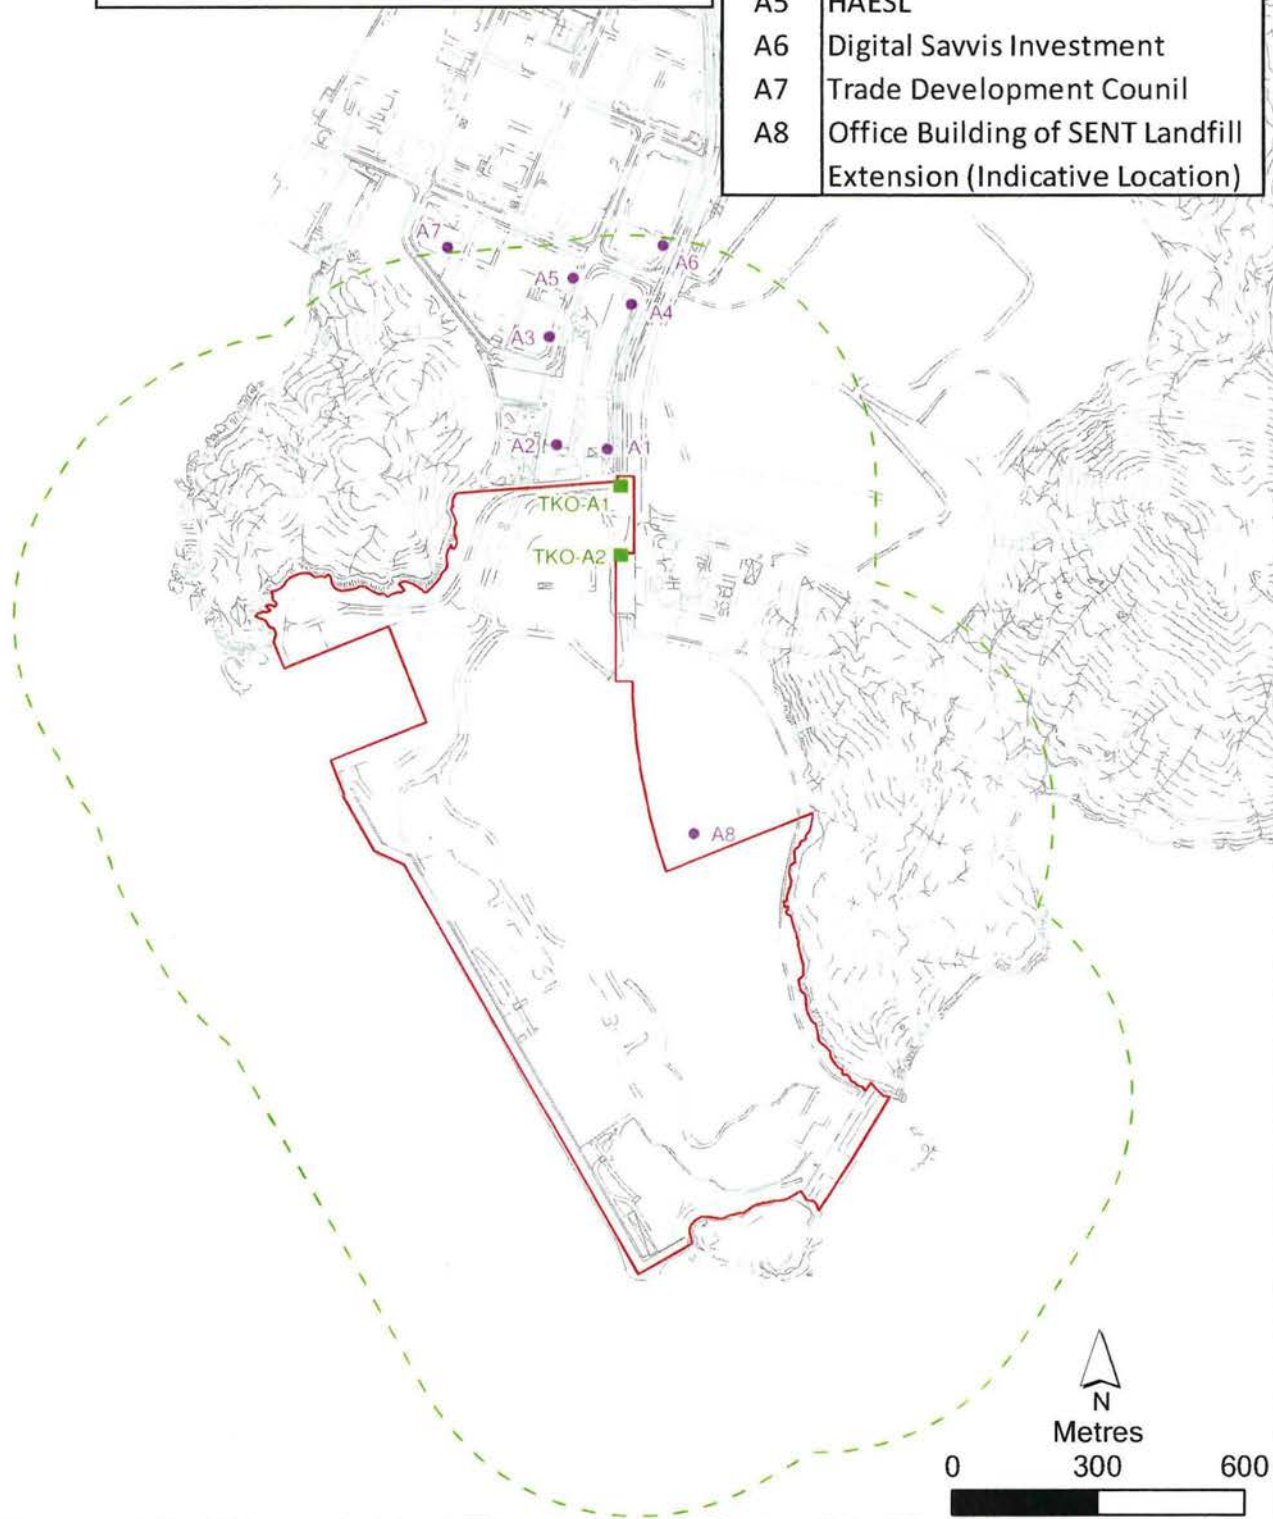 A5 HAESL
A6 Digital Savvis Investment
A7 Trade Development Counil
A8 Office Building of SENT Landfill
Extension (Indicative Location)
A7
A6
A5
A4
A3
A2
A1
TKO-A1
TKO-A2
A8
N
Metres
0 300 600